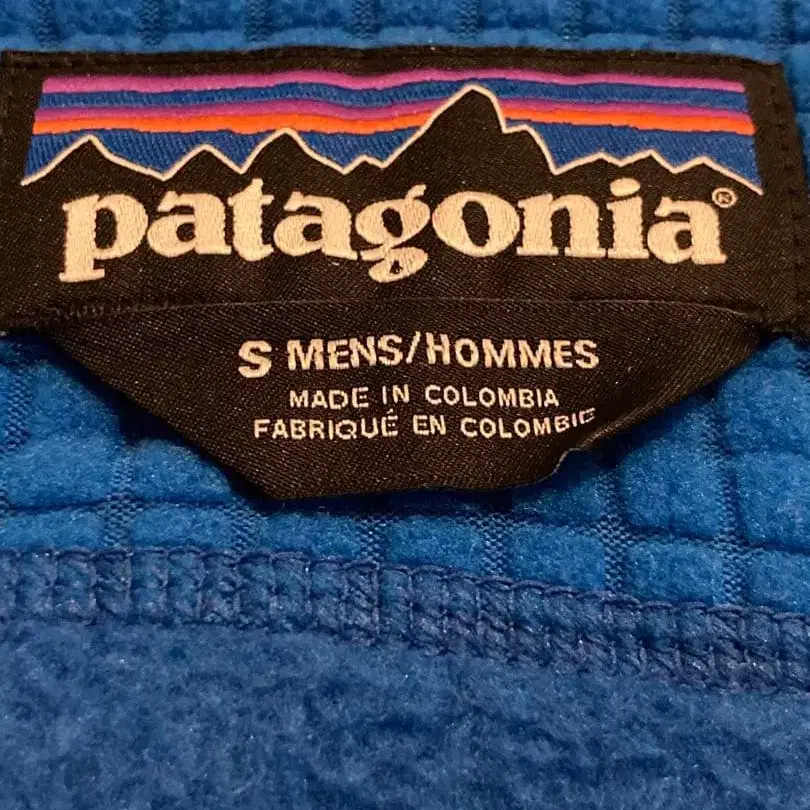 patagonia®
S MENS/HOMMES
MADE IN COLOMBIA
FABRIQUÉ EN COLOMBIE